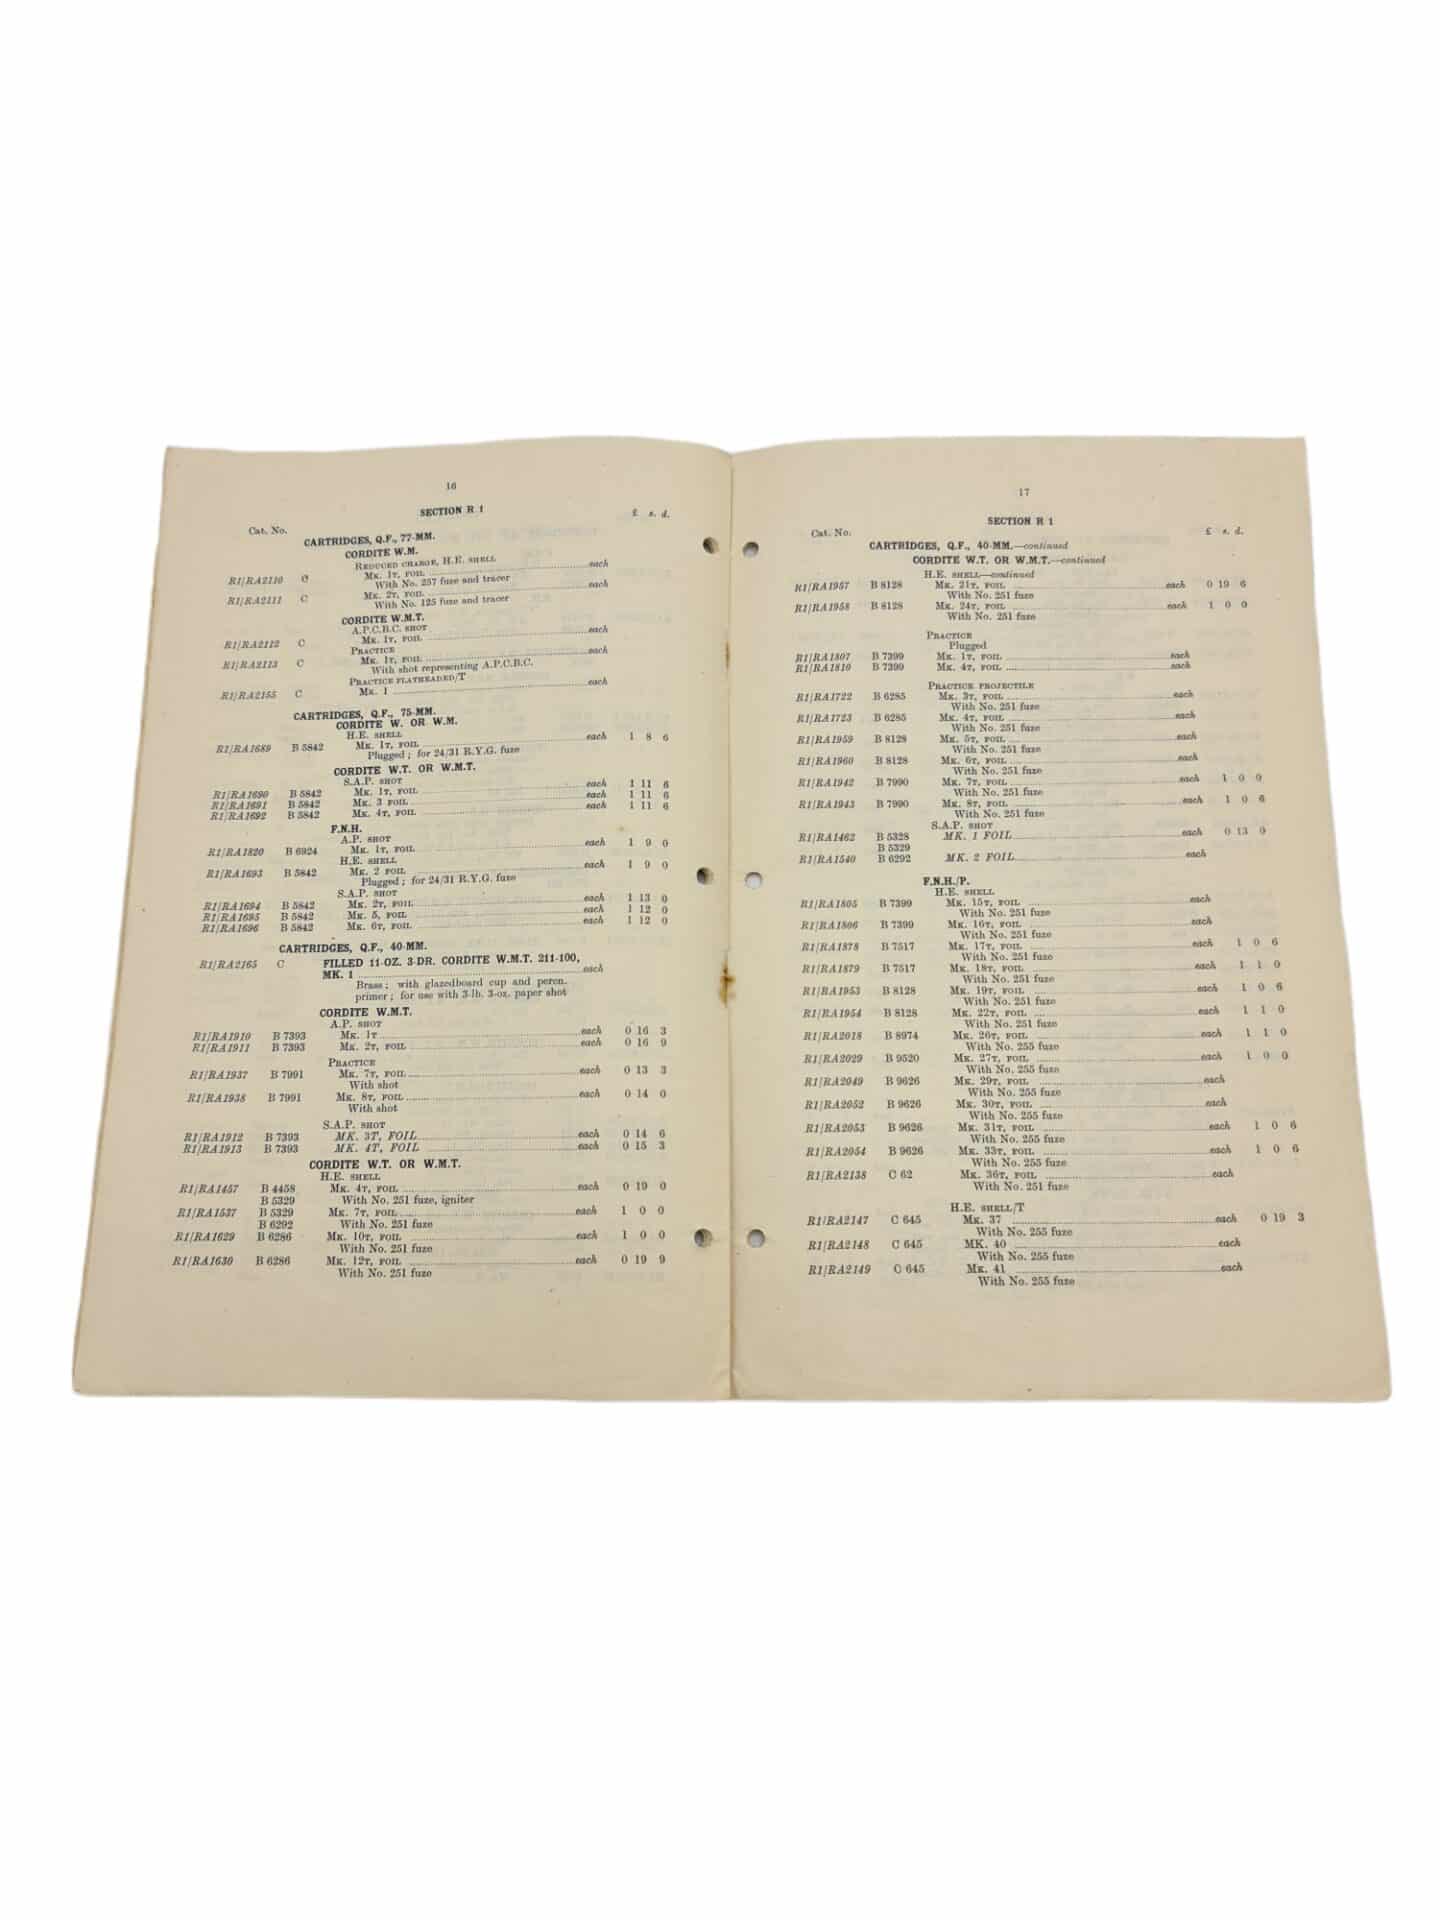 16
SECTION R 1
Cat. No. £ s. d.
CARTRIDGES, Q.F., 77-MM.
CORDITE W.M.
REDUCED CHARGE, H.E. SHELL
R1/RA2110 C MK. 1T, FOIL each
With No. 257 fuze and tracer
R1/RA2111 C MK. 2T, FOIL each
With No. 125 fuze and tracer
CORDITE W.M.T.
A.P.C.B.C. SHOT
R1/RA2112 C MK. 1T, FOIL each
PRACTICE
R1/RA2113 C MK. 1T, FOIL each
With shot representing A.P.C.B.C.
PRACTICE FLATHEADED/T
R1/RA2155 C MK. 1 each
CARTRIDGES, Q.F., 75-MM.
CORDITE W. OR W.M.
H.E. SHELL
R1/RA1689 B 5842 MK. 1T, FOIL each 1 8 6
Plugged; for 24/31 R.Y.G. fuze
CORDITE W.T. OR W.M.T.
S.A.P. SHOT
R1/RA1690 B 5842 MK. 1T, FOIL each 1 11 6
R1/RA1691 B 5842 MK. 3 FOIL each 1 11 6
R1/RA1692 B 5842 MK. 4T, FOIL each 1 11 6
F.N.H.
A.P. SHOT
R1/RA1820 B 6924 MK. 1T, FOIL each 1 9 0
H.E. SHELL
R1/RA1693 B 5842 MK. 2 FOIL each 1 9 0
Plugged; for 24/31 R.Y.G. fuze
S.A.P. SHOT
R1/RA1694 B 5842 MK. 2T, FOIL each 1 13 0
R1/RA1695 B 5842 MK. 5, FOIL each 1 12 0
R1/RA1696 B 5842 MK. 6T, FOIL each 1 12 0
CARTRIDGES, Q.F., 40-MM.
R1/RA2165 C FILLED 11-OZ. 3-DR. CORDITE W.M.T. 211-100,
MK. 1 each
Brass; with glazedboard cup and peren.
primer; for use with 3-lb. 3-oz. paper shot
CORDITE W.M.T.
A.P. SHOT
R1/RA1910 B 7393 MK. 1T each 0 16 3
R1/RA1911 B 7393 MK. 2T, FOIL each 0 16 9
PRACTICE
R1/RA1937 B 7991 MK. 7T, FOIL each 0 13 3
With shot
R1/RA1938 B 7991 MK. 8T, FOIL each 0 14 0
With shot
S.A.P. SHOT
R1/RA1912 B 7393 MK. 3T, FOIL each 0 14 6
R1/RA1913 B 7393 MK. 4T, FOIL each 0 15 3
CORDITE W.T. OR W.M.T.
H.E. SHELL
R1/RA1457 B 4458 MK. 4T, FOIL each 0 19 0
B 5329 With No. 251 fuze, igniter
R1/RA1537 B 5329 MK. 7T, FOIL each 1 0 0
B 6292 With No. 251 fuze
R1/RA1629 B 6286 MK. 10T, FOIL each 1 0 0
With No. 251 fuze
R1/RA1630 B 6286 MK. 12T, FOIL each 0 19 9
With No. 251 fuze
17
SECTION R 1
Cat. No. £ s. d.
CARTRIDGES, Q.F., 40-MM.—continued
CORDITE W.T. OR W.M.T.—continued
H.E. SHELL—continued
R1/RA1957 B 8128 MK. 21T, FOIL each 0 19 6
With No. 251 fuze
R1/RA1958 B 8128 MK. 24T, FOIL each 1 0 0
With No. 251 fuze
PRACTICE
Plugged
R1/RA1807 B 7399 MK. 1T, FOIL each
R1/RA1810 B 7399 MK. 4T, FOIL each
PRACTICE PROJECTILE
R1/RA1722 B 6285 MK. 3T, FOIL each
With No. 251 fuze
R1/RA1723 B 6285 MK. 4T, FOIL each
With No. 251 fuze
R1/RA1959 B 8128 MK. 5T, FOIL each
With No. 251 fuze
R1/RA1960 B 8128 MK. 6T, FOIL each
With No. 251 fuze
R1/RA1942 B 7990 MK. 7T, FOIL each 1 0 0
With No. 251 fuze
R1/RA1943 B 7990 MK. 8T, FOIL each 1 0 6
With No. 251 fuze
S.A.P. SHOT
R1/RA1462 B 5328 MK. 1 FOIL each 0 13 0
B 5329
R1/RA1540 B 6292 MK. 2 FOIL each
F.N.H./P.
H.E. SHELL
R1/RA1805 B 7399 MK. 15T, FOIL each
With No. 251 fuze
R1/RA1806 B 7399 MK. 16T, FOIL each
With No. 251 fuze
R1/RA1878 B 7517 MK. 17T, FOIL each 1 0 6
With No. 251 fuze
R1/RA1879 B 7517 MK. 18T, FOIL each 1 1 0
With No. 251 fuze
R1/RA1953 B 8128 MK. 19T, FOIL each 1 0 6
With No. 251 fuze
R1/RA1954 B 8128 MK. 22T, FOIL each 1 1 0
With No. 251 fuze
R1/RA2018 B 8974 MK. 26T, FOIL each 1 1 0
With No. 255 fuze
R1/RA2029 B 9520 MK. 27T, FOIL each 1 0 0
With No. 255 fuze
R1/RA2049 B 9626 MK. 29T, FOIL each
With No. 255 fuze
R1/RA2052 B 9626 MK. 30T, FOIL each
With No. 255 fuze
R1/RA2053 B 9626 MK. 31T, FOIL each 1 0 6
With No. 255 fuze
R1/RA2054 B 9626 MK. 33T, FOIL each 1 0 6
With No. 255 fuze
R1/RA2138 C 62 MK. 36T, FOIL each
With No. 251 fuze
H.E. SHELL/T
R1/RA2147 C 645 MK. 37 each 0 19 3
With No. 255 fuze
R1/RA2148 C 645 MK. 40 each
With No. 255 fuze
R1/RA2149 C 645 MK. 41 each
With No. 255 fuze